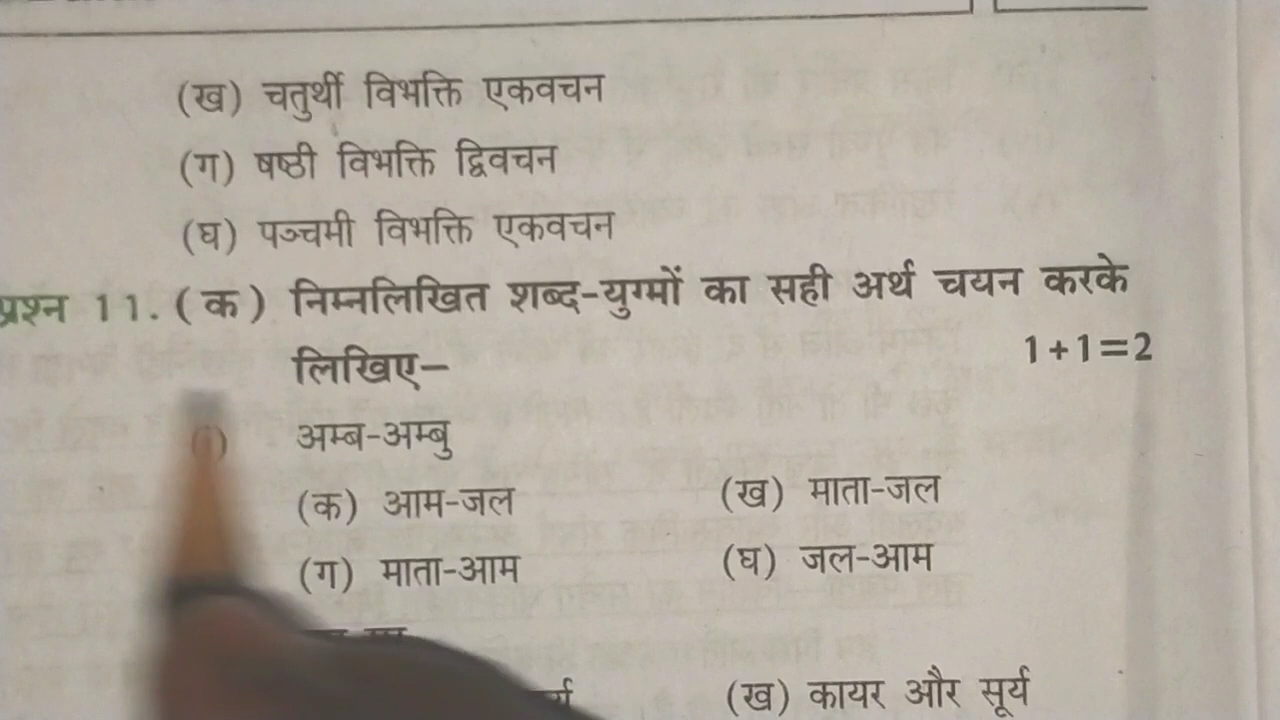 (ख) चतुर्थी विभक्ति एकवचन
(ग) षष्ठी विभक्ति द्विवचन
(घ) पञ्चमी विभक्ति एकवचन
प्रश्न 11. (क) निम्नलिखित शब्द-युग्मों का सही अर्थ चयन करके
लिखिए– 1+1=2
अम्ब-अम्बु
(क) आम-जल (ख) माता-जल
(ग) माता-आम (घ) जल-आम
(ख) कायर और सूर्य